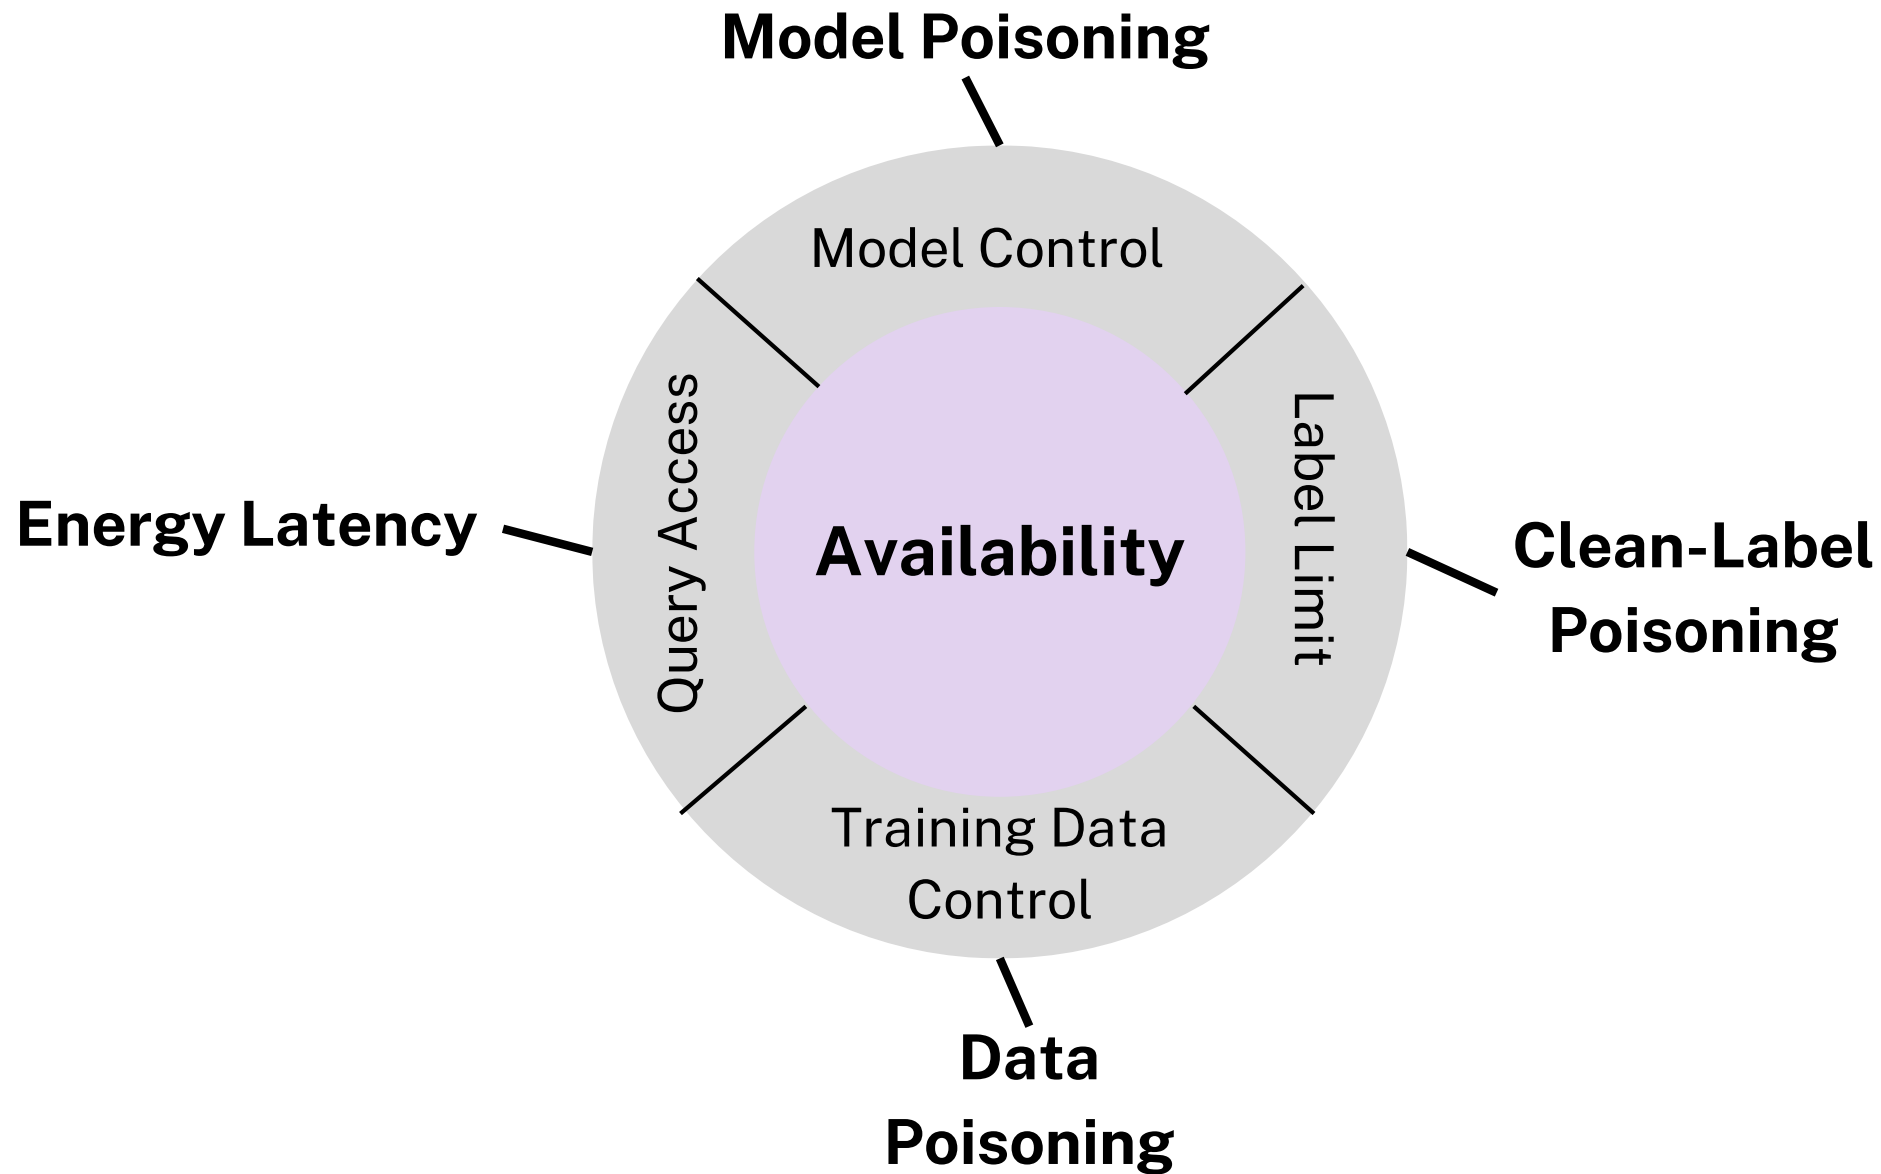 Model Poisoning
Model Control
Query Access
Label Limit
Energy Latency
Availability
Clean-Label
Poisoning
Training Data
Control
Data
Poisoning